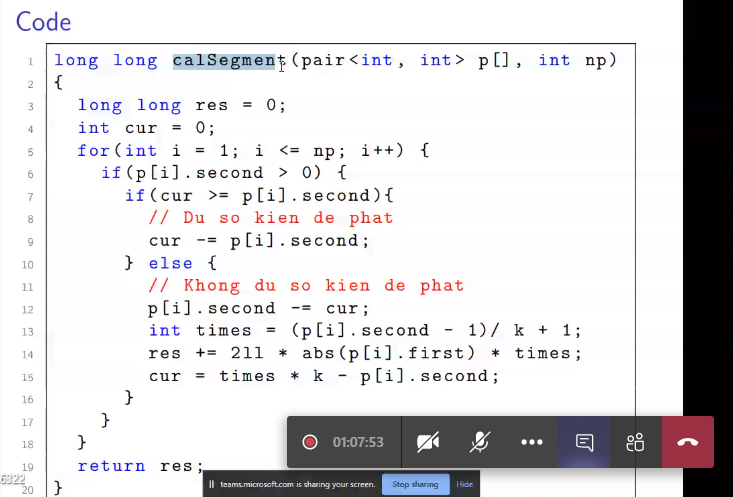 Code
1 long long calSegment(pair<int, int> p[], int np)
2 {
3 long long res = 0;
4 int cur = 0;
5 for(int i = 1; i <= np; i++) {
6 if(p[i].second > 0) {
7 if(cur >= p[i].second){
8 // Du so kien de phat
9 cur -= p[i].second;
10 } else {
11 // Khong du so kien de phat
12 p[i].second -= cur;
13 int times = (p[i].second - 1)/ k + 1;
14 res += 2ll * abs(p[i].first) * times;
15 cur = times * k - p[i].second;
16 }
17 }
18 }
19 return res;
20 }
01:07:53
6322
teams.microsoft.com is sharing your screen.
Stop sharing
Hide